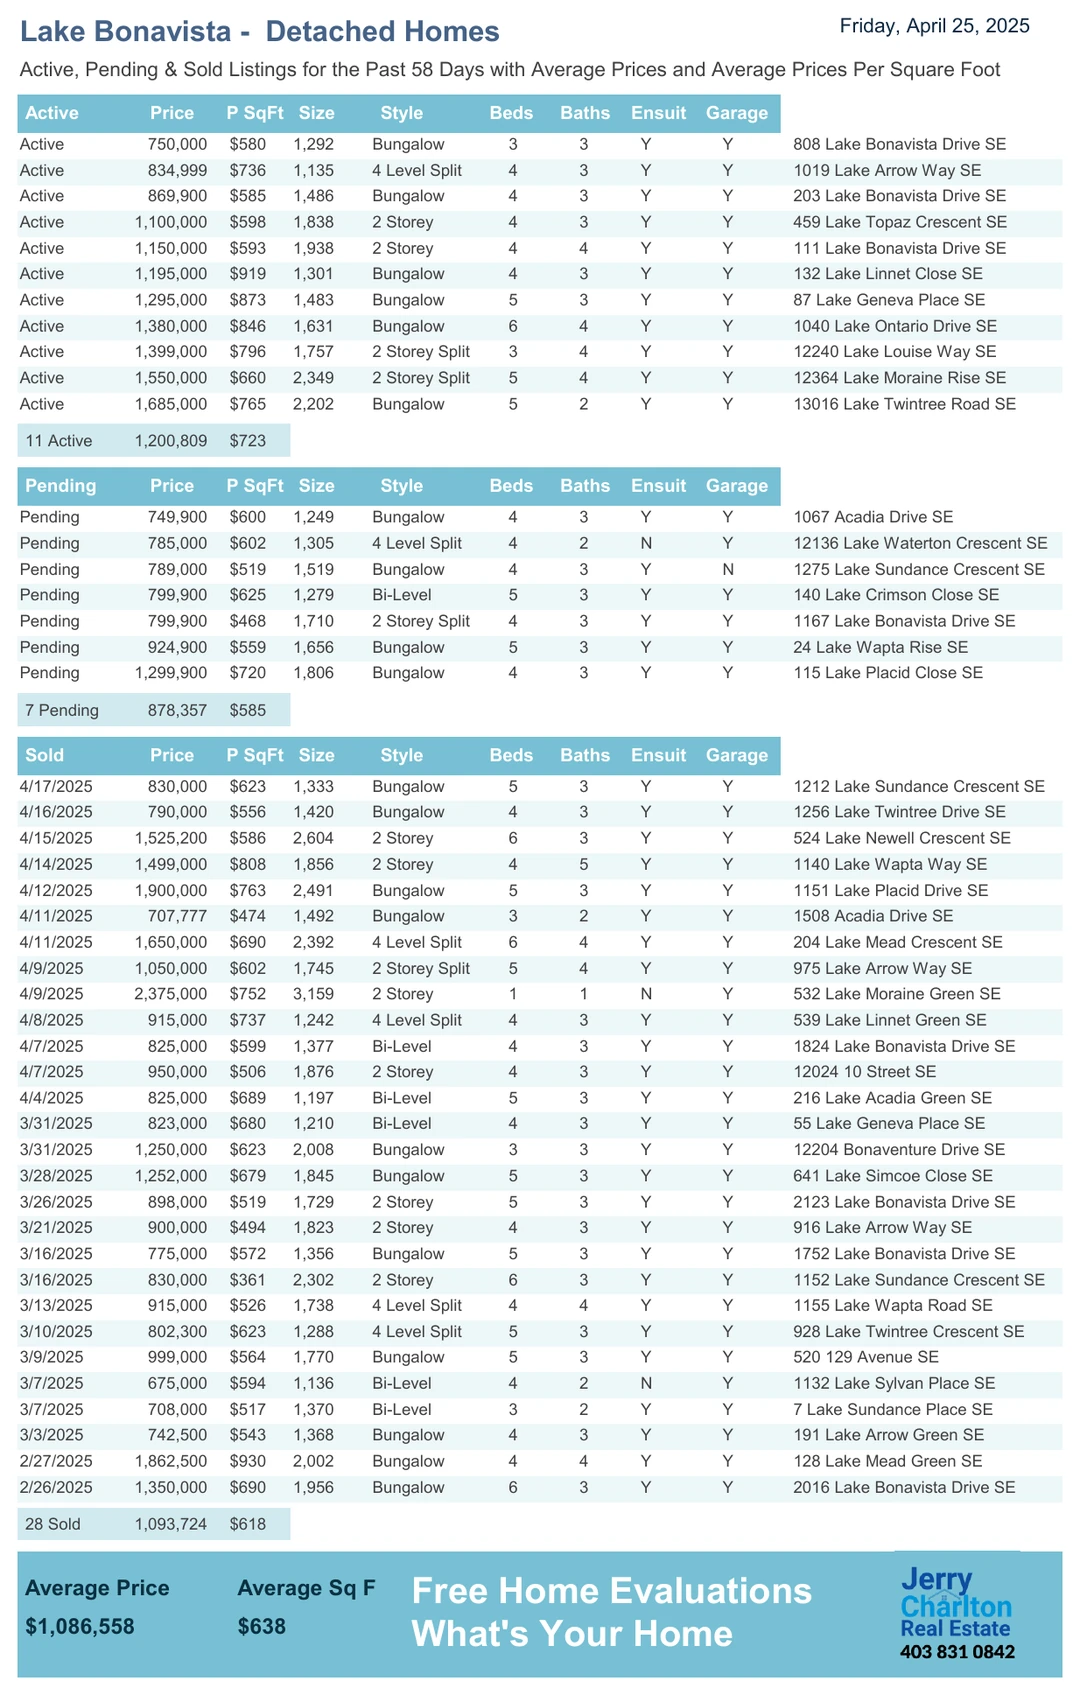 Lake Bonavista -  Detached Homes
Friday, April 25, 2025
Active, Pending & Sold Listings for the Past 58 Days with Average Prices and Average Prices Per Square Foot
Active Price P SqFt Size Style Beds Baths Ensuit Garage
Active 750,000 $580 1,292 Bungalow 3 3 Y Y 808 Lake Bonavista Drive SE
Active 834,999 $736 1,135 4 Level Split 4 3 Y Y 1019 Lake Arrow Way SE
Active 869,900 $585 1,486 Bungalow 4 3 Y Y 203 Lake Bonavista Drive SE
Active 1,100,000 $598 1,838 2 Storey 4 3 Y Y 459 Lake Topaz Crescent SE
Active 1,150,000 $593 1,938 2 Storey 4 4 Y Y 111 Lake Bonavista Drive SE
Active 1,195,000 $919 1,301 Bungalow 4 3 Y Y 132 Lake Linnet Close SE
Active 1,295,000 $873 1,483 Bungalow 5 3 Y Y 87 Lake Geneva Place SE
Active 1,380,000 $846 1,631 Bungalow 6 4 Y Y 1040 Lake Ontario Drive SE
Active 1,399,000 $796 1,757 2 Storey Split 3 4 Y Y 12240 Lake Louise Way SE
Active 1,550,000 $660 2,349 2 Storey Split 5 4 Y Y 12364 Lake Moraine Rise SE
Active 1,685,000 $765 2,202 Bungalow 5 2 Y Y 13016 Lake Twintree Road SE
11 Active 1,200,809 $723
Pending Price P SqFt Size Style Beds Baths Ensuit Garage
Pending 749,900 $600 1,249 Bungalow 4 3 Y Y 1067 Acadia Drive SE
Pending 785,000 $602 1,305 4 Level Split 4 2 N Y 12136 Lake Waterton Crescent SE
Pending 789,000 $519 1,519 Bungalow 4 3 Y N 1275 Lake Sundance Crescent SE
Pending 799,900 $625 1,279 Bi-Level 5 3 Y Y 140 Lake Crimson Close SE
Pending 799,900 $468 1,710 2 Storey Split 4 3 Y Y 1167 Lake Bonavista Drive SE
Pending 924,900 $559 1,656 Bungalow 5 3 Y Y 24 Lake Wapta Rise SE
Pending 1,299,900 $720 1,806 Bungalow 4 3 Y Y 115 Lake Placid Close SE
7 Pending 878,357 $585
Sold Price P SqFt Size Style Beds Baths Ensuit Garage
4/17/2025 830,000 $623 1,333 Bungalow 5 3 Y Y 1212 Lake Sundance Crescent SE
4/16/2025 790,000 $556 1,420 Bungalow 4 3 Y Y 1256 Lake Twintree Drive SE
4/15/2025 1,525,200 $586 2,604 2 Storey 6 3 Y Y 524 Lake Newell Crescent SE
4/14/2025 1,499,000 $808 1,856 2 Storey 4 5 Y Y 1140 Lake Wapta Way SE
4/12/2025 1,900,000 $763 2,491 Bungalow 5 3 Y Y 1151 Lake Placid Drive SE
4/11/2025 707,777 $474 1,492 Bungalow 3 2 Y Y 1508 Acadia Drive SE
4/11/2025 1,650,000 $690 2,392 4 Level Split 6 4 Y Y 204 Lake Mead Crescent SE
4/9/2025 1,050,000 $602 1,745 2 Storey Split 5 4 Y Y 975 Lake Arrow Way SE
4/9/2025 2,375,000 $752 3,159 2 Storey 1 1 N Y 532 Lake Moraine Green SE
4/8/2025 915,000 $737 1,242 4 Level Split 4 3 Y Y 539 Lake Linnet Green SE
4/7/2025 825,000 $599 1,377 Bi-Level 4 3 Y Y 1824 Lake Bonavista Drive SE
4/7/2025 950,000 $506 1,876 2 Storey 4 3 Y Y 12024 10 Street SE
4/4/2025 825,000 $689 1,197 Bi-Level 5 3 Y Y 216 Lake Acadia Green SE
3/31/2025 823,000 $680 1,210 Bi-Level 4 3 Y Y 55 Lake Geneva Place SE
3/31/2025 1,250,000 $623 2,008 Bungalow 3 3 Y Y 12204 Bonaventure Drive SE
3/28/2025 1,252,000 $679 1,845 Bungalow 5 3 Y Y 641 Lake Simcoe Close SE
3/26/2025 898,000 $519 1,729 2 Storey 5 3 Y Y 2123 Lake Bonavista Drive SE
3/21/2025 900,000 $494 1,823 2 Storey 4 3 Y Y 916 Lake Arrow Way SE
3/16/2025 775,000 $572 1,356 Bungalow 5 3 Y Y 1752 Lake Bonavista Drive SE
3/16/2025 830,000 $361 2,302 2 Storey 6 3 Y Y 1152 Lake Sundance Crescent SE
3/13/2025 915,000 $526 1,738 4 Level Split 4 4 Y Y 1155 Lake Wapta Road SE
3/10/2025 802,300 $623 1,288 4 Level Split 5 3 Y Y 928 Lake Twintree Crescent SE
3/9/2025 999,000 $564 1,770 Bungalow 5 3 Y Y 520 129 Avenue SE
3/7/2025 675,000 $594 1,136 Bi-Level 4 2 N Y 1132 Lake Sylvan Place SE
3/7/2025 708,000 $517 1,370 Bi-Level 3 2 Y Y 7 Lake Sundance Place SE
3/3/2025 742,500 $543 1,368 Bungalow 4 3 Y Y 191 Lake Arrow Green SE
2/27/2025 1,862,500 $930 2,002 Bungalow 4 4 Y Y 128 Lake Mead Green SE
2/26/2025 1,350,000 $690 1,956 Bungalow 6 3 Y Y 2016 Lake Bonavista Drive SE
28 Sold 1,093,724 $618
Average Price Average Sq F
$1,086,558 $638
Free Home Evaluations
What's Your Home
Jerry
Charlton
Real Estate
403 831 0842